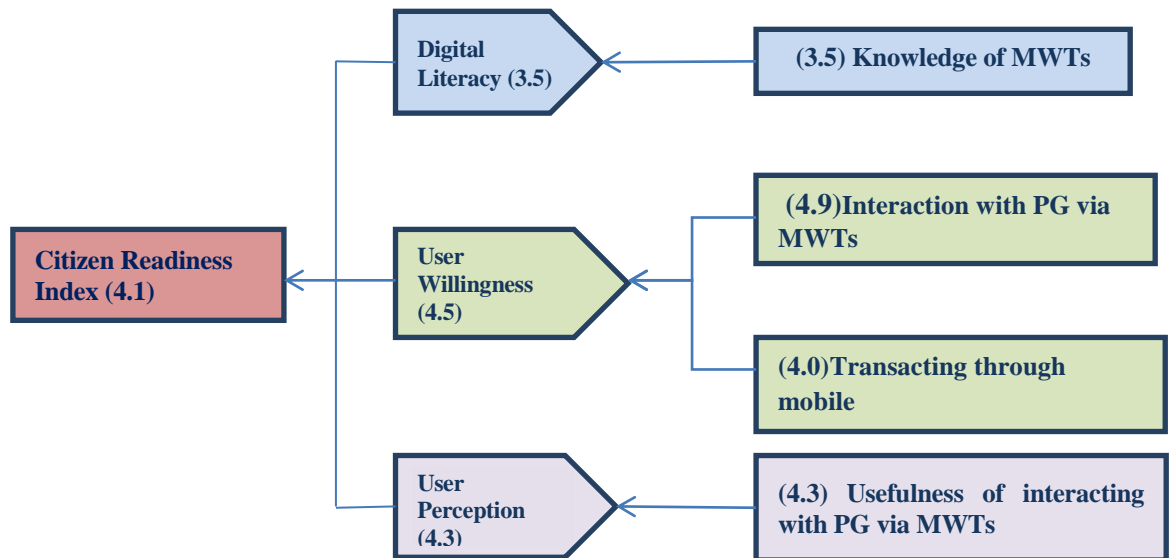 Digital
Literacy (3.5)
(3.5) Knowledge of MWTs
(4.9)Interaction with PG via
MWTs
Citizen Readiness
Index (4.1)
User
Willingness
(4.5)
(4.0)Transacting through
mobile
User
Perception
(4.3)
(4.3) Usefulness of interacting
with PG via MWTs